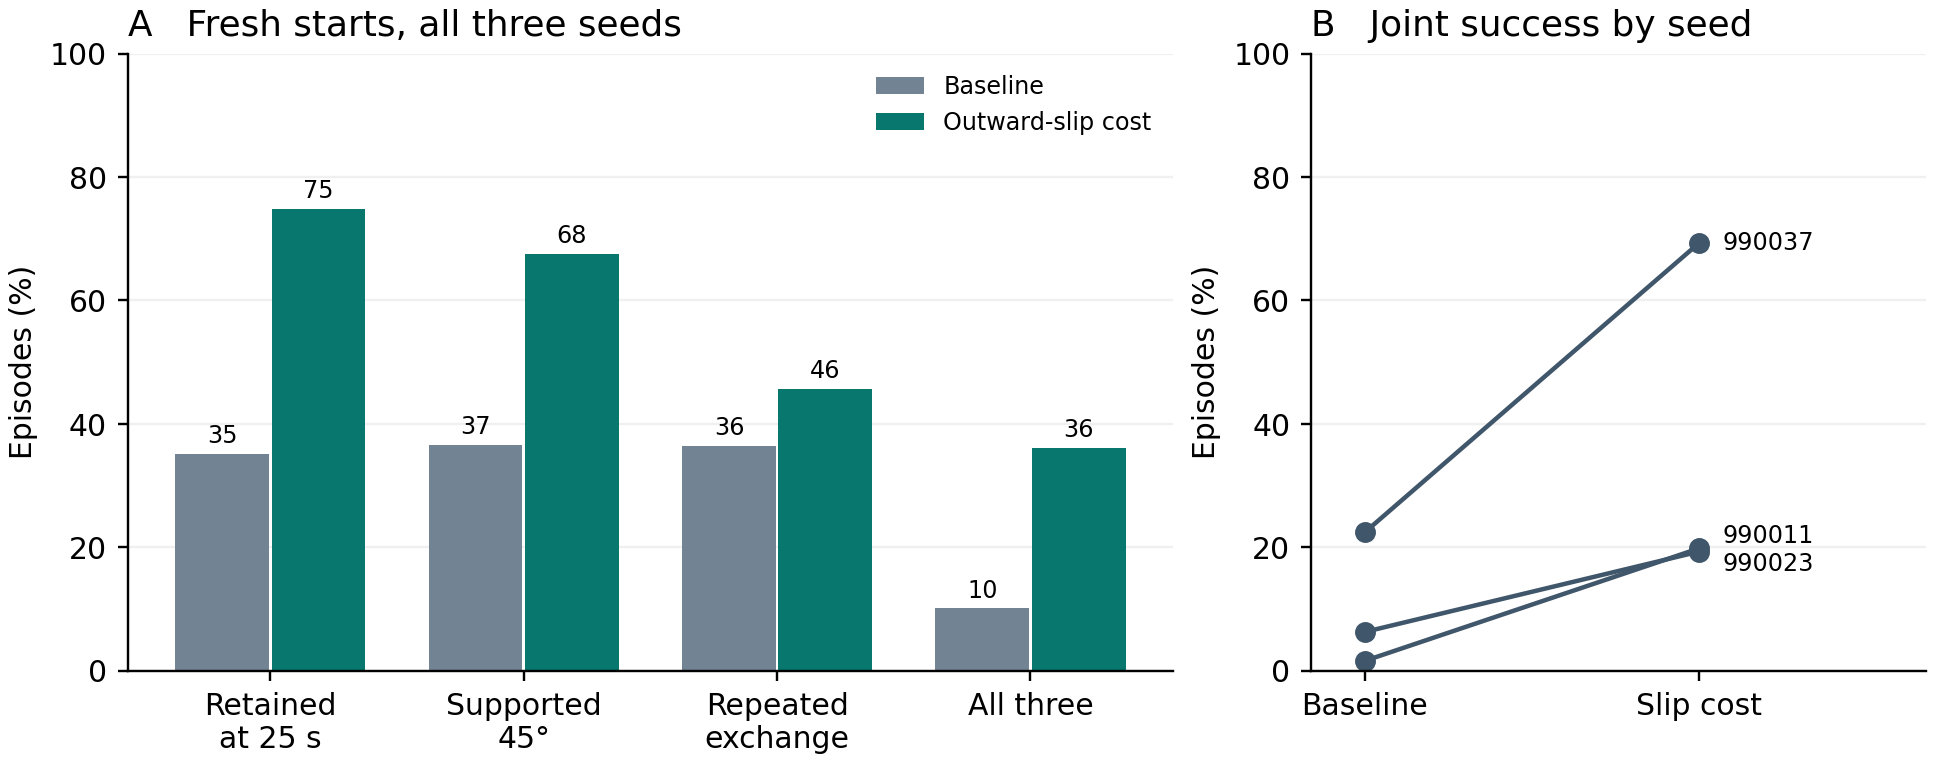 A Fresh starts, all three seeds
Episodes (%)
100
80
60
40
20
0
Baseline
Outward-slip cost
35
75
37
68
36
46
10
36
Retained
at 25 s
Supported
45°
Repeated
exchange
All three
B Joint success by seed
Episodes (%)
100
80
60
40
20
0
990037
990011
990023
Baseline
Slip cost